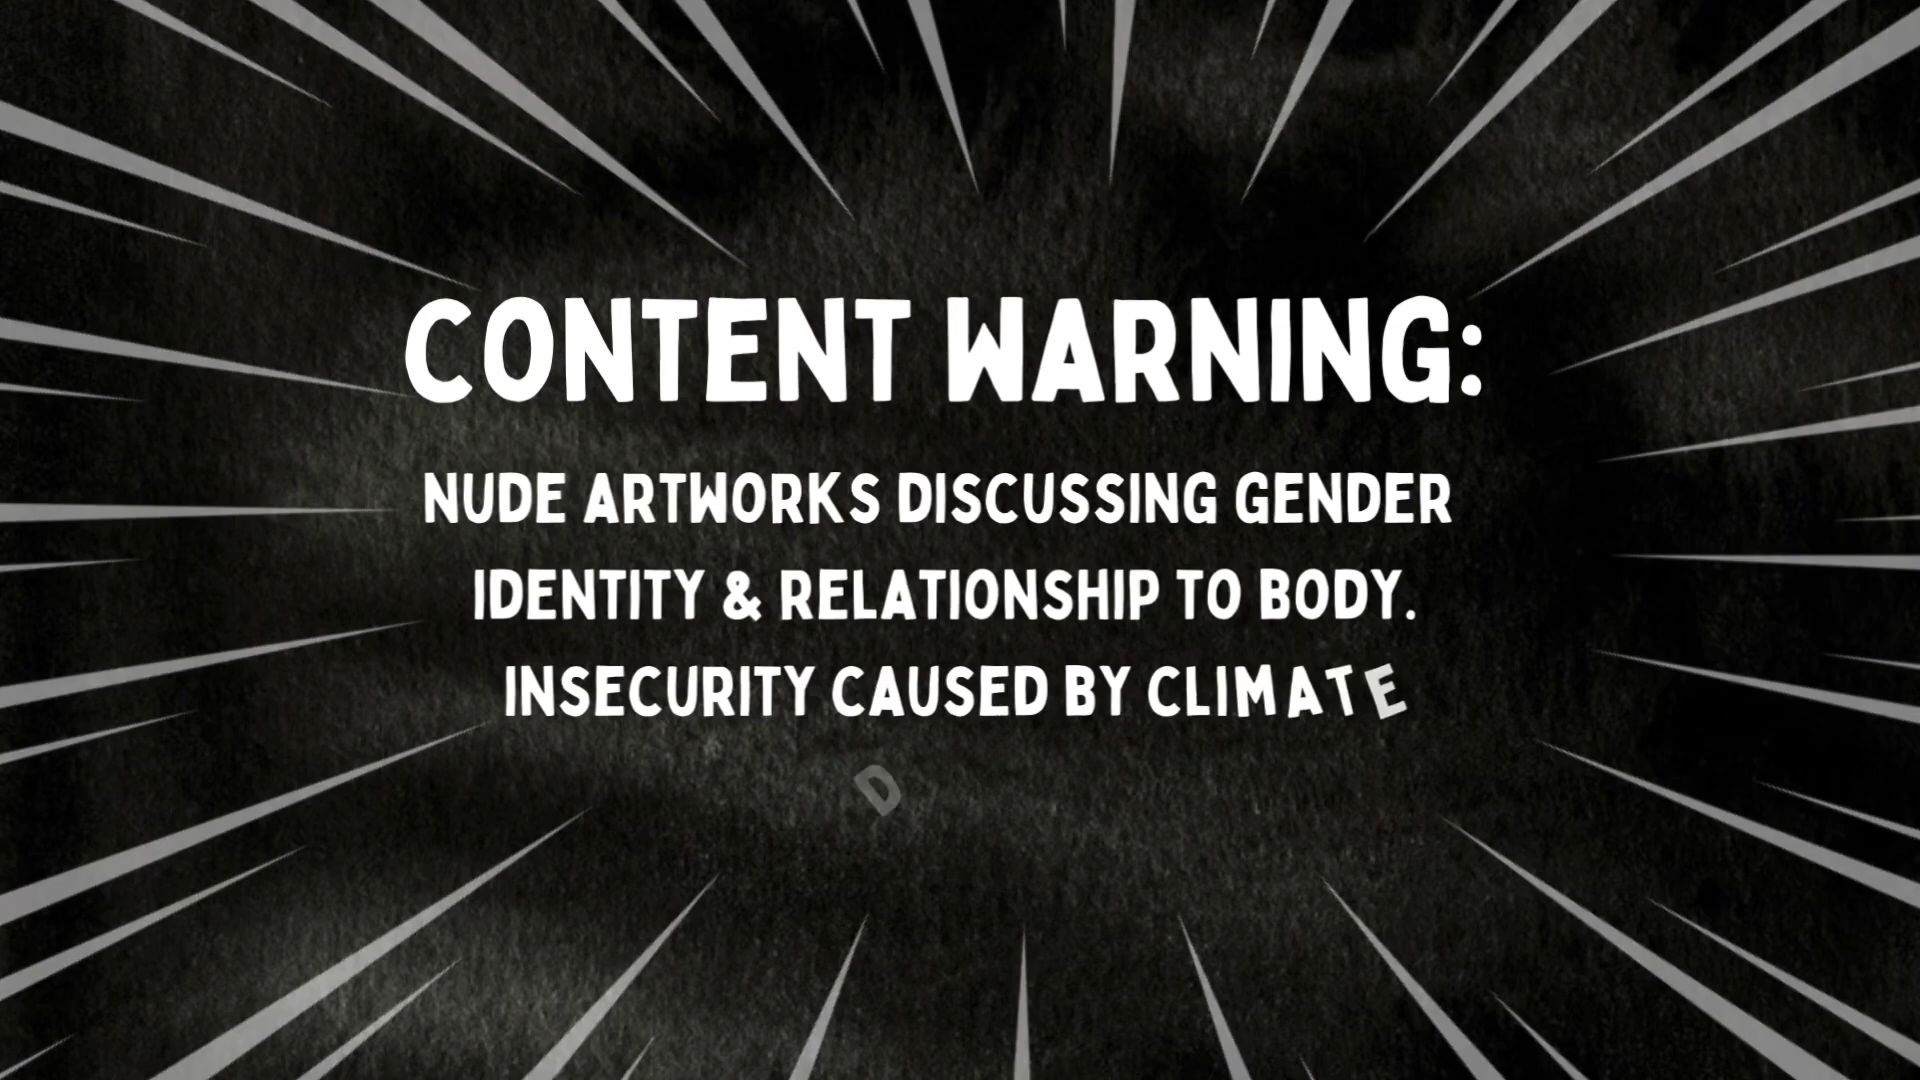 CONTENT WARNING:
NUDE ARTWORKS DISCUSSING GENDER
IDENTITY & RELATIONSHIP TO BODY.
INSECURITY CAUSED BY CLIMATE
D